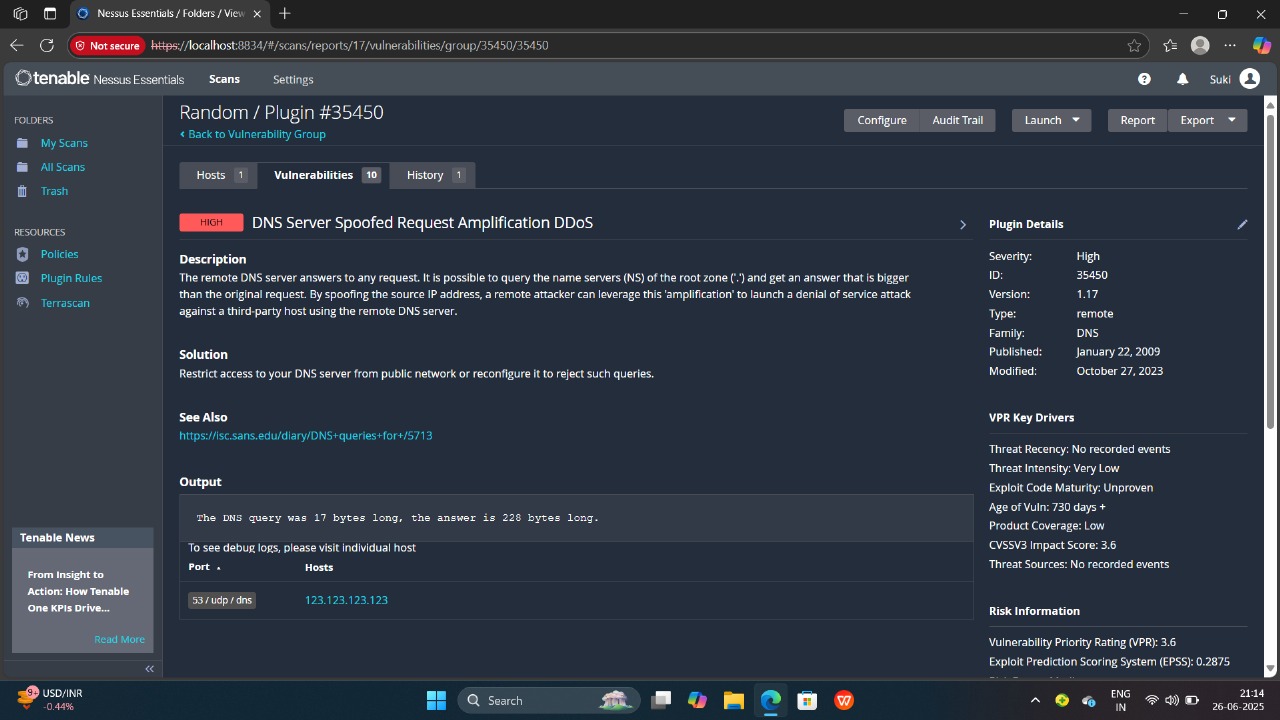 Nessus Essentials / Folders / View
Not secure https://localhost:8834/#/scans/reports/17/vulnerabilities/group/35450/35450
tenable Nessus Essentials Scans Settings Suki
FOLDERS
My Scans
All Scans
Trash
RESOURCES
Policies
Plugin Rules
Terrascan
Tenable News
From Insight to
Action: How Tenable
One KPIs Drive...
Read More
Random / Plugin #35450
Back to Vulnerability Group
Configure Audit Trail Launch Report Export
Hosts 1 Vulnerabilities 10 History 1
HIGH DNS Server Spoofed Request Amplification DDoS
Description
The remote DNS server answers to any request. It is possible to query the name servers (NS) of the root zone ('.') and get an answer that is bigger
than the original request. By spoofing the source IP address, a remote attacker can leverage this 'amplification' to launch a denial of service attack
against a third-party host using the remote DNS server.
Solution
Restrict access to your DNS server from public network or reconfigure it to reject such queries.
See Also
https://isc.sans.edu/diary/DNS+queries+for+/5713
Output
The DNS query was 17 bytes long, the answer is 228 bytes long.
To see debug logs, please visit individual host
Port Hosts
53 / udp / dns 123.123.123.123
Plugin Details
Severity: High
ID: 35450
Version: 1.17
Type: remote
Family: DNS
Published: January 22, 2009
Modified: October 27, 2023
VPR Key Drivers
Threat Recency: No recorded events
Threat Intensity: Very Low
Exploit Code Maturity: Unproven
Age of Vuln: 730 days +
Product Coverage: Low
CVSSV3 Impact Score: 3.6
Threat Sources: No recorded events
Risk Information
Vulnerability Priority Rating (VPR): 3.6
Exploit Prediction Scoring System (EPSS): 0.2875
9+ USD/INR
-0.44%
Search
ENG
IN
21:14
26-06-2025